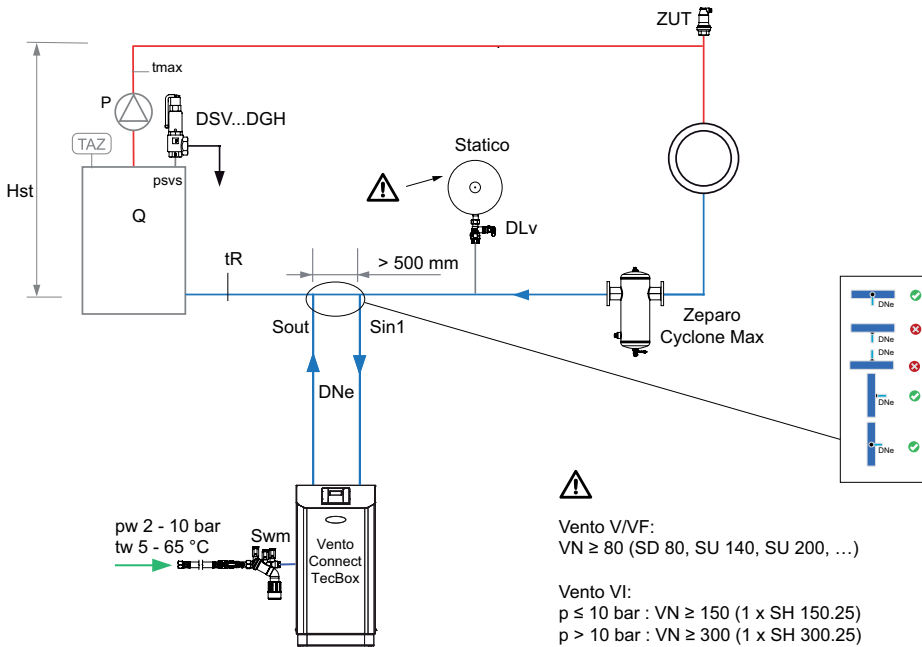 ZUT
tmax
P
DSV...DGH
TAZ
psvs
Statico
Hst
Q
DLv
tR
> 500 mm
Sout
Sin1
Zeparo
Cyclone Max
DNe
DNe
DNe
DNe
DNe
DNe
pw 2 - 10 bar
tw 5 - 65 °C
Swm
Vento
Connect
TecBox
Vento V/VF:
VN ≥ 80 (SD 80, SU 140, SU 200, …)
Vento VI:
p ≤ 10 bar : VN ≥ 150 (1 x SH 150.25)
p > 10 bar : VN ≥ 300 (1 x SH 300.25)